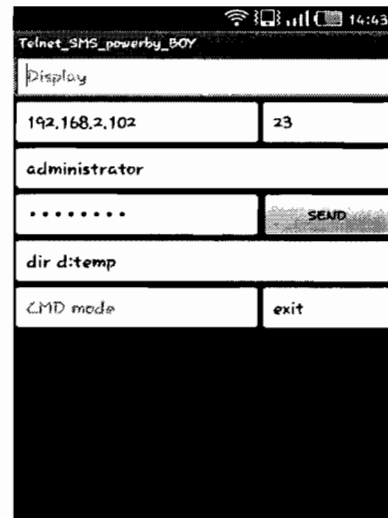 14:43
Telnet_SMS_powerby_BOY
Display
192.168.2.102 23
administrator
........ SEND
dir d:temp
CMD mode exit